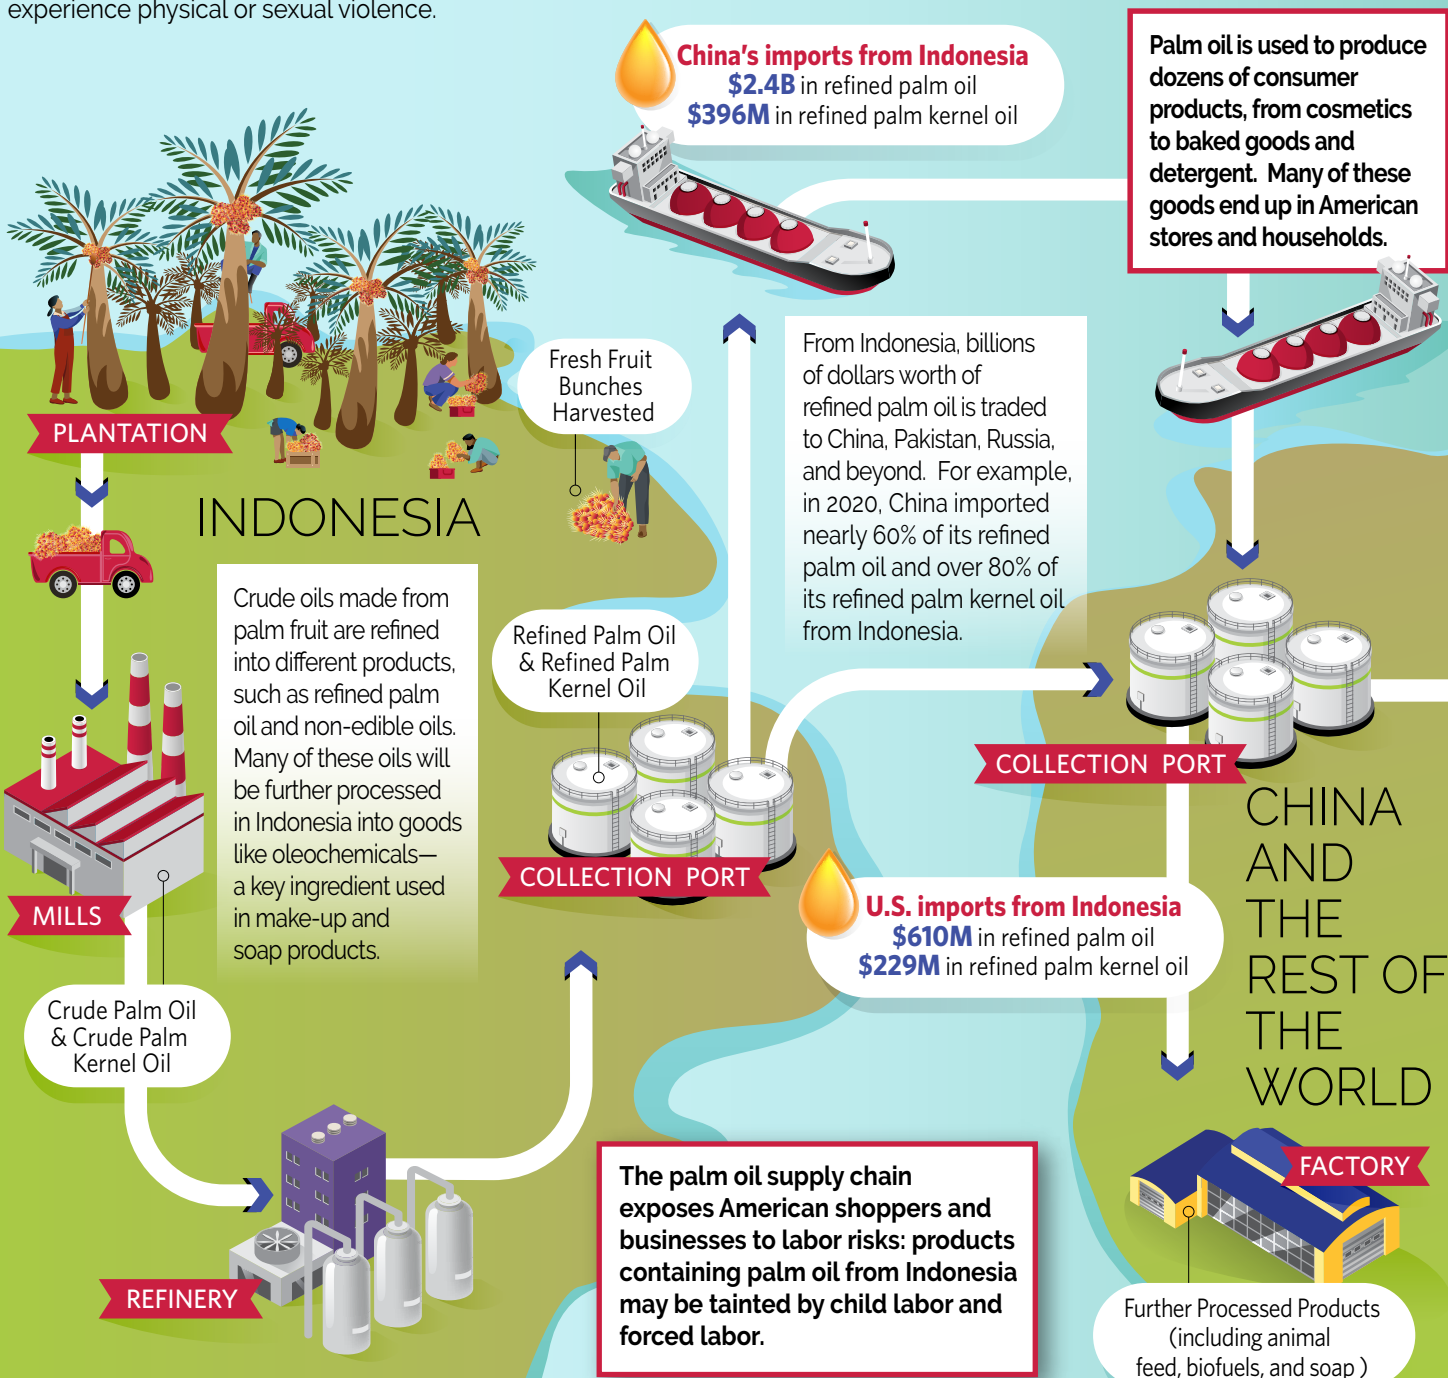 experience physical or sexual violence.
China's imports from Indonesia
$2.4B in refined palm oil
$396M in refined palm kernel oil
Palm oil is used to produce
dozens of consumer
products, from cosmetics
to baked goods and
detergent.  Many of these
goods end up in American
stores and households.
Fresh Fruit
Bunches
Harvested
From Indonesia, billions
of dollars worth of
refined palm oil is traded
to China, Pakistan, Russia,
and beyond.  For example,
in 2020, China imported
nearly 60% of its refined
palm oil and over 80% of
its refined palm kernel oil
from Indonesia.
PLANTATION
INDONESIA
Crude oils made from
palm fruit are refined
into different products,
such as refined palm
oil and non-edible oils.
Many of these oils will
be further processed
in Indonesia into goods
like oleochemicals—
a key ingredient used
in make-up and
soap products.
Refined Palm Oil
& Refined Palm
Kernel Oil
COLLECTION PORT
COLLECTION PORT
CHINA
AND
THE
REST OF
THE
WORLD
MILLS
U.S. imports from Indonesia
$610M in refined palm oil
$229M in refined palm kernel oil
Crude Palm Oil
& Crude Palm
Kernel Oil
REFINERY
The palm oil supply chain
exposes American shoppers and
businesses to labor risks: products
containing palm oil from Indonesia
may be tainted by child labor and
forced labor.
FACTORY
Further Processed Products
(including animal
feed, biofuels, and soap )